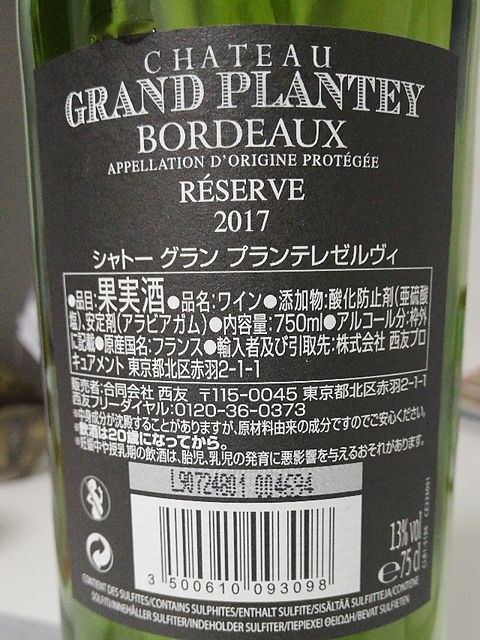 CHATEAU
GRAND PLANTEY
BORDEAUX
APPELLATION D'ORIGINE PROTÉGÉE
RÉSERVE
2017
シャトー グラン プランテレゼルヴィ
●品目:果実酒●品名:ワイン●添加物:酸化防止剤(亜硫酸
塩)、安定剤(アラビアガム)●内容量:750ml●アルコール分:枠外
に記載●原産国名:フランス●輸入者及び引取先:株式会社 西友プロ
キュアメント 東京都北区赤羽2-1-1
販売者:合同会社 西友 〒115-0045 東京都北区赤羽2-1-1
西友フリーダイヤル:0120-36-0373
※中身成分が沈殿することがありますが、原材料由来の成分ですのでご安心ください。
※飲酒は20歳になってから。
※妊娠中や授乳期の飲酒は、胎児、乳児の発育に悪影響を与えるおそれがあります。
L90724801 004694
3 500610 093098
13% vol
e 75 cl
CONTENT DES SULFITES/CONTAINS SULPHITES/ENTHALT SULFITE/SISÄLTÄÄ SULFIITTEJA/CONTIENE
SOLFITI/INNEHÅLLER SULFITER/INDEHOLDER SULFITER/ΠΕΡΙΕΧΕΙ ΘΕΙΩΔΗ/BEVAT SULFIETEN.